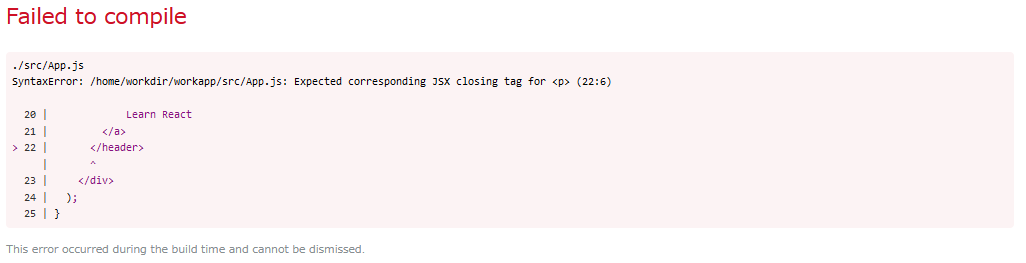 Failed to compile
./src/App.js
SyntaxError: /home/workdir/workapp/src/App.js: Expected corresponding JSX closing tag for <p> (22:6)
20 | Learn React
21 | </a>
> 22 | </header>
| ^
23 | </div>
24 | );
25 | }
This error occurred during the build time and cannot be dismissed.